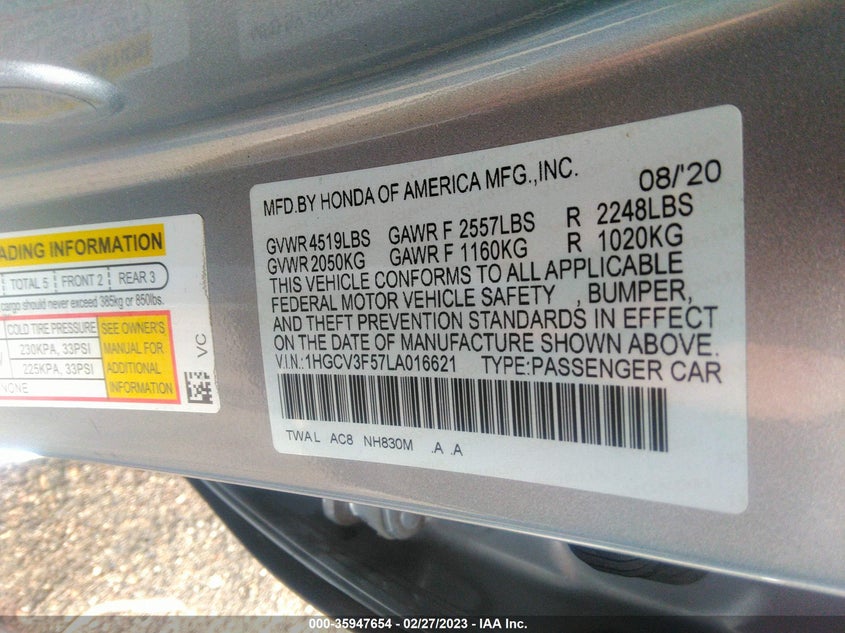 MFD.BY HONDA OF AMERICA MFG.,INC. 08/'20
GVWR 4519LBS GAWR F 2557LBS R 2248LBS
GVWR 2050KG GAWR F 1160KG R 1020KG
THIS VEHICLE CONFORMS TO ALL APPLICABLE
FEDERAL MOTOR VEHICLE SAFETY , BUMPER,
AND THEFT PREVENTION STANDARDS IN EFFECT
ON THE DATE OF MANUFACTURE SHOWN ABOVE.
V.I.N.:1HGCV3F57LA016621 TYPE:PASSENGER CAR
TWAL AC8 NH830M .A .A
ADING INFORMATION
TOTAL 5 FRONT 2 REAR 3
cargo should never exceed 385kg or 850lbs.
COLD TIRE PRESSURE
230KPA, 33PSI
225KPA, 33PSI
NONE
SEE OWNER'S
MANUAL FOR
ADDITIONAL
INFORMATION
VC
000-35947654 - 02/27/2023 - IAA Inc.